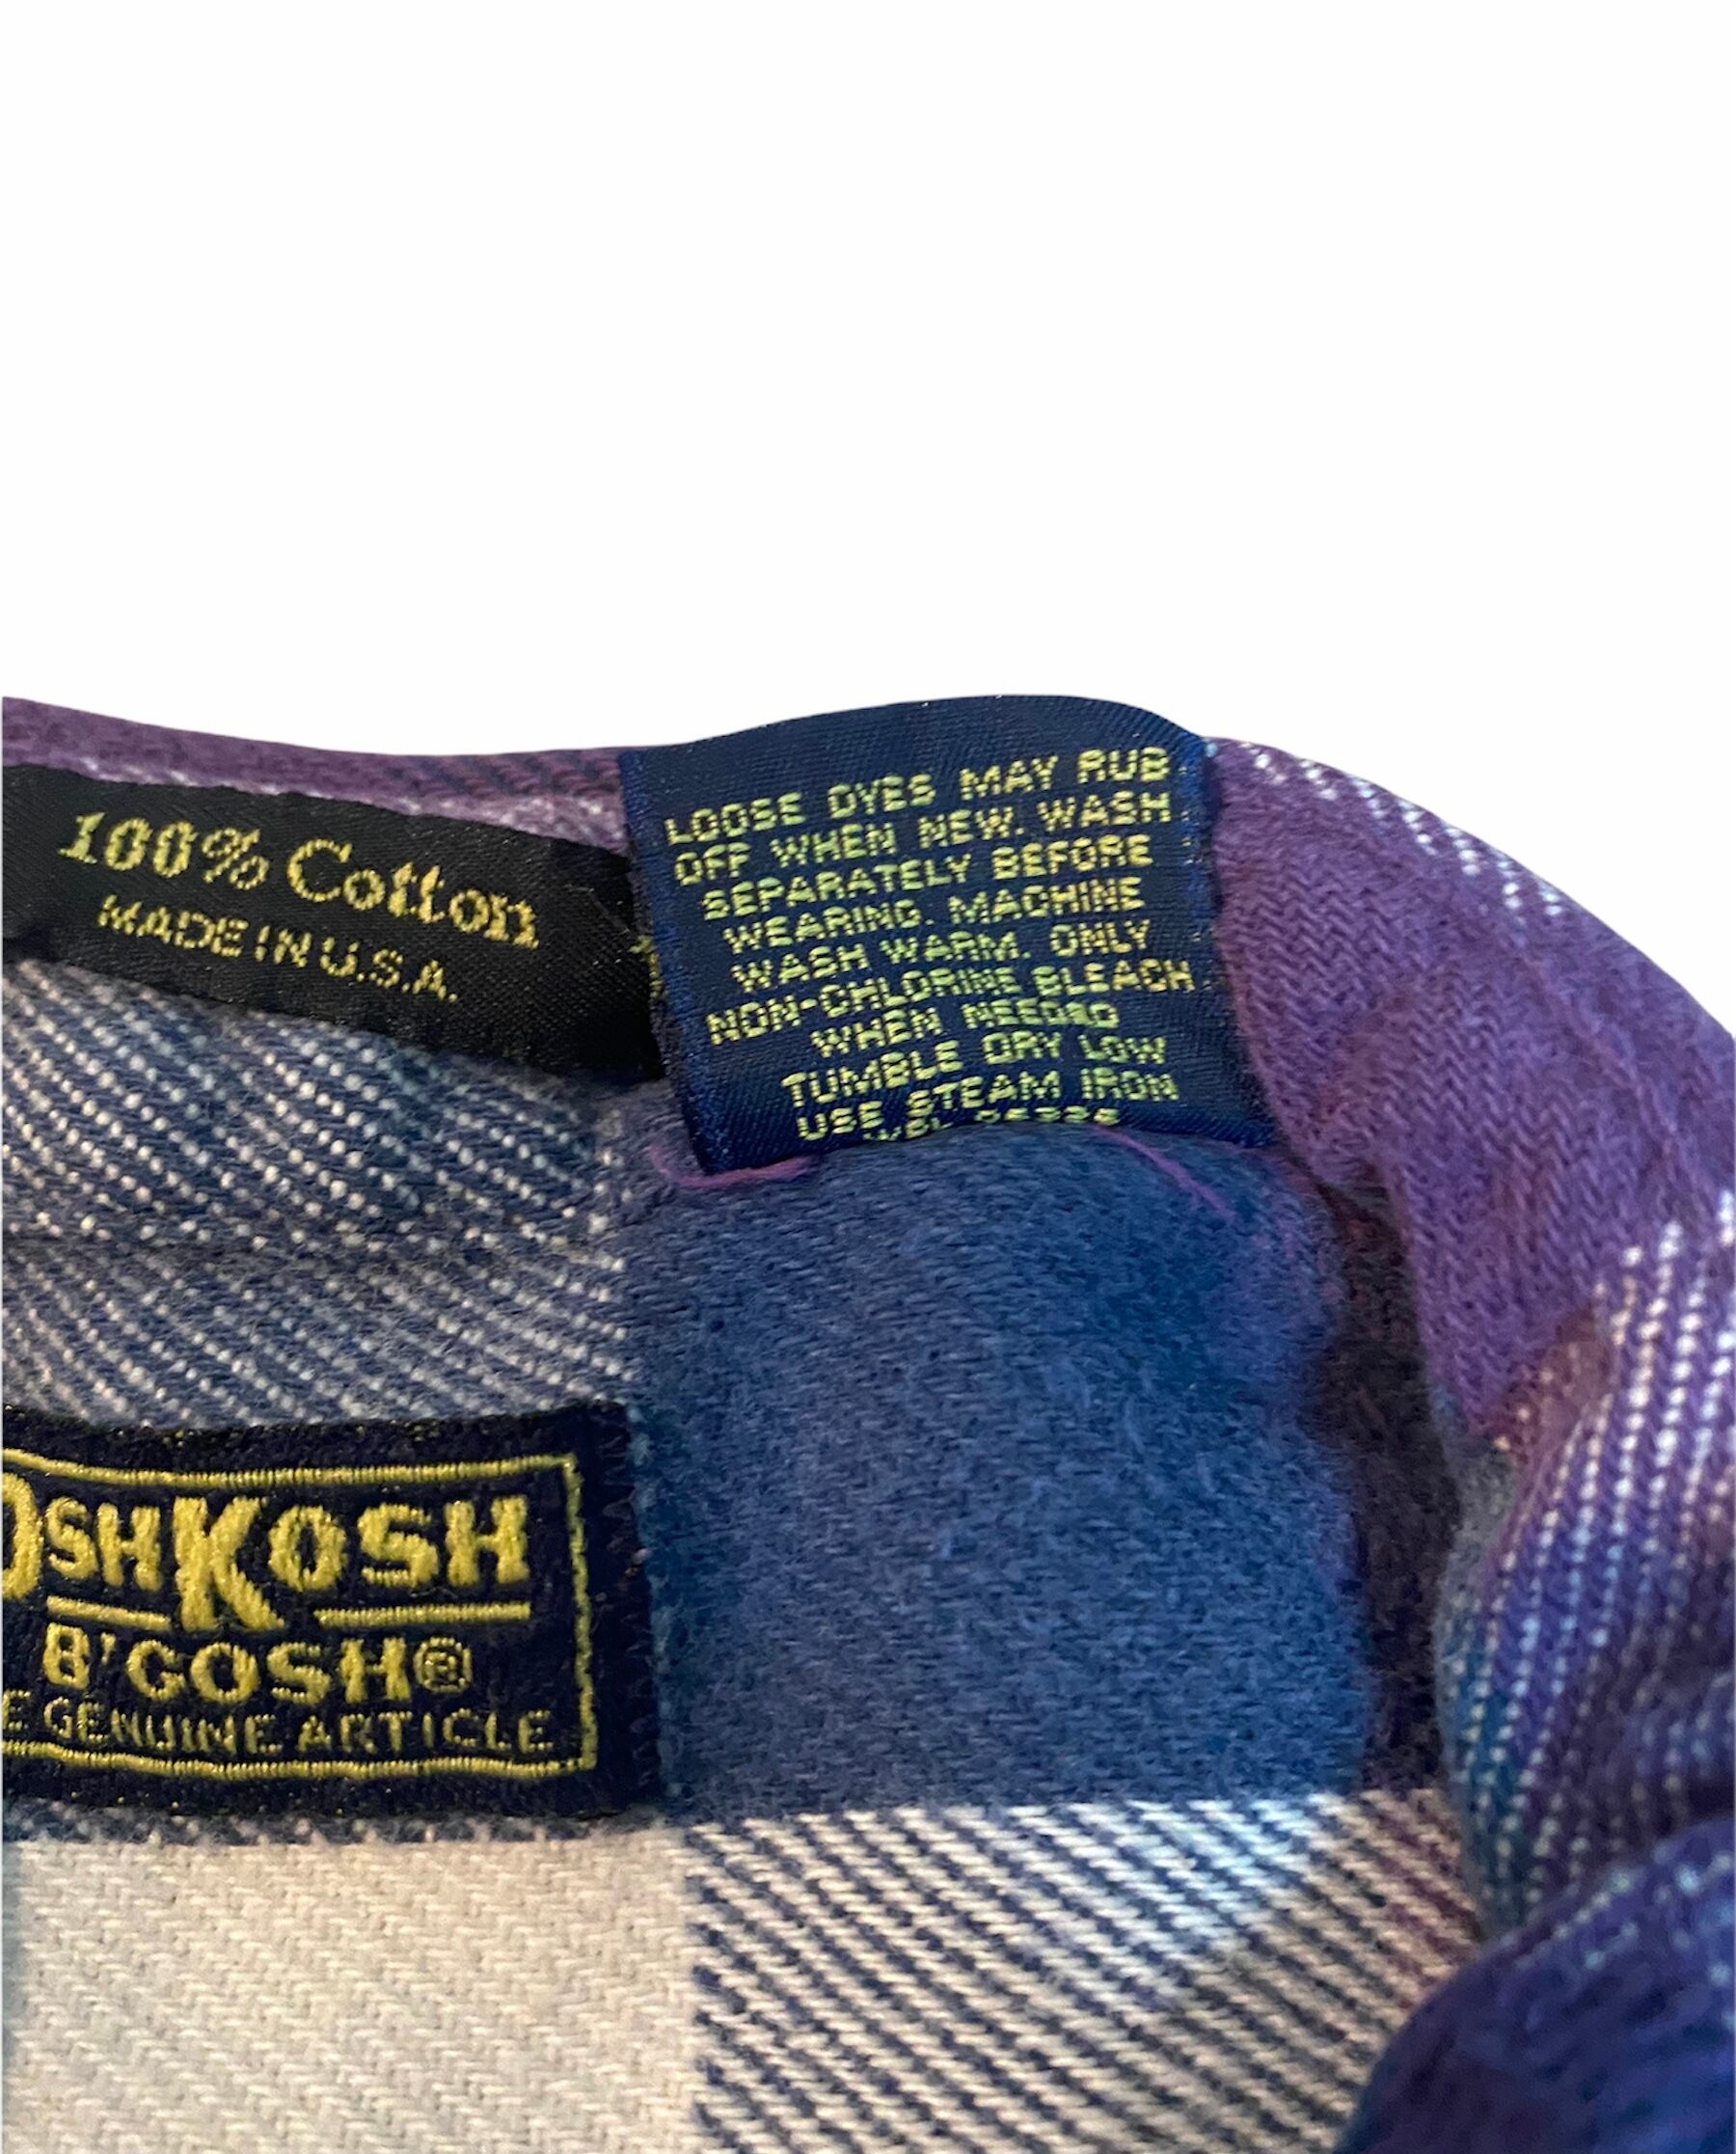 100% Cotton
MADE IN U.S.A.
LOOSE DYES MAY RUB
OFF WHEN NEW. WASH
SEPARATELY BEFORE
WEARING. MACHINE
WASH WARM. ONLY
NON-CHLORINE BLEACH
WHEN NEEDED
TUMBLE DRY LOW
USE STEAM IRON
OSHKOSH
B'GOSH®
E GENUINE ARTICLE